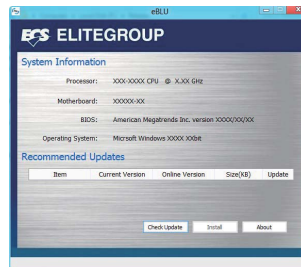 eBLU
ECS ELITEGROUP
System Information
Processor: XXX-XXXX CPU @ X.XX GHz
Motherboard: XXXXX-XX
BIOS: American Megatrends Inc. version XXXX/XX/XX
Operating System: Micrsoft Windows XXXX XXbit
Recommended Updates
Item Current Version Online Version Size(KB) Update
Check Update Install About